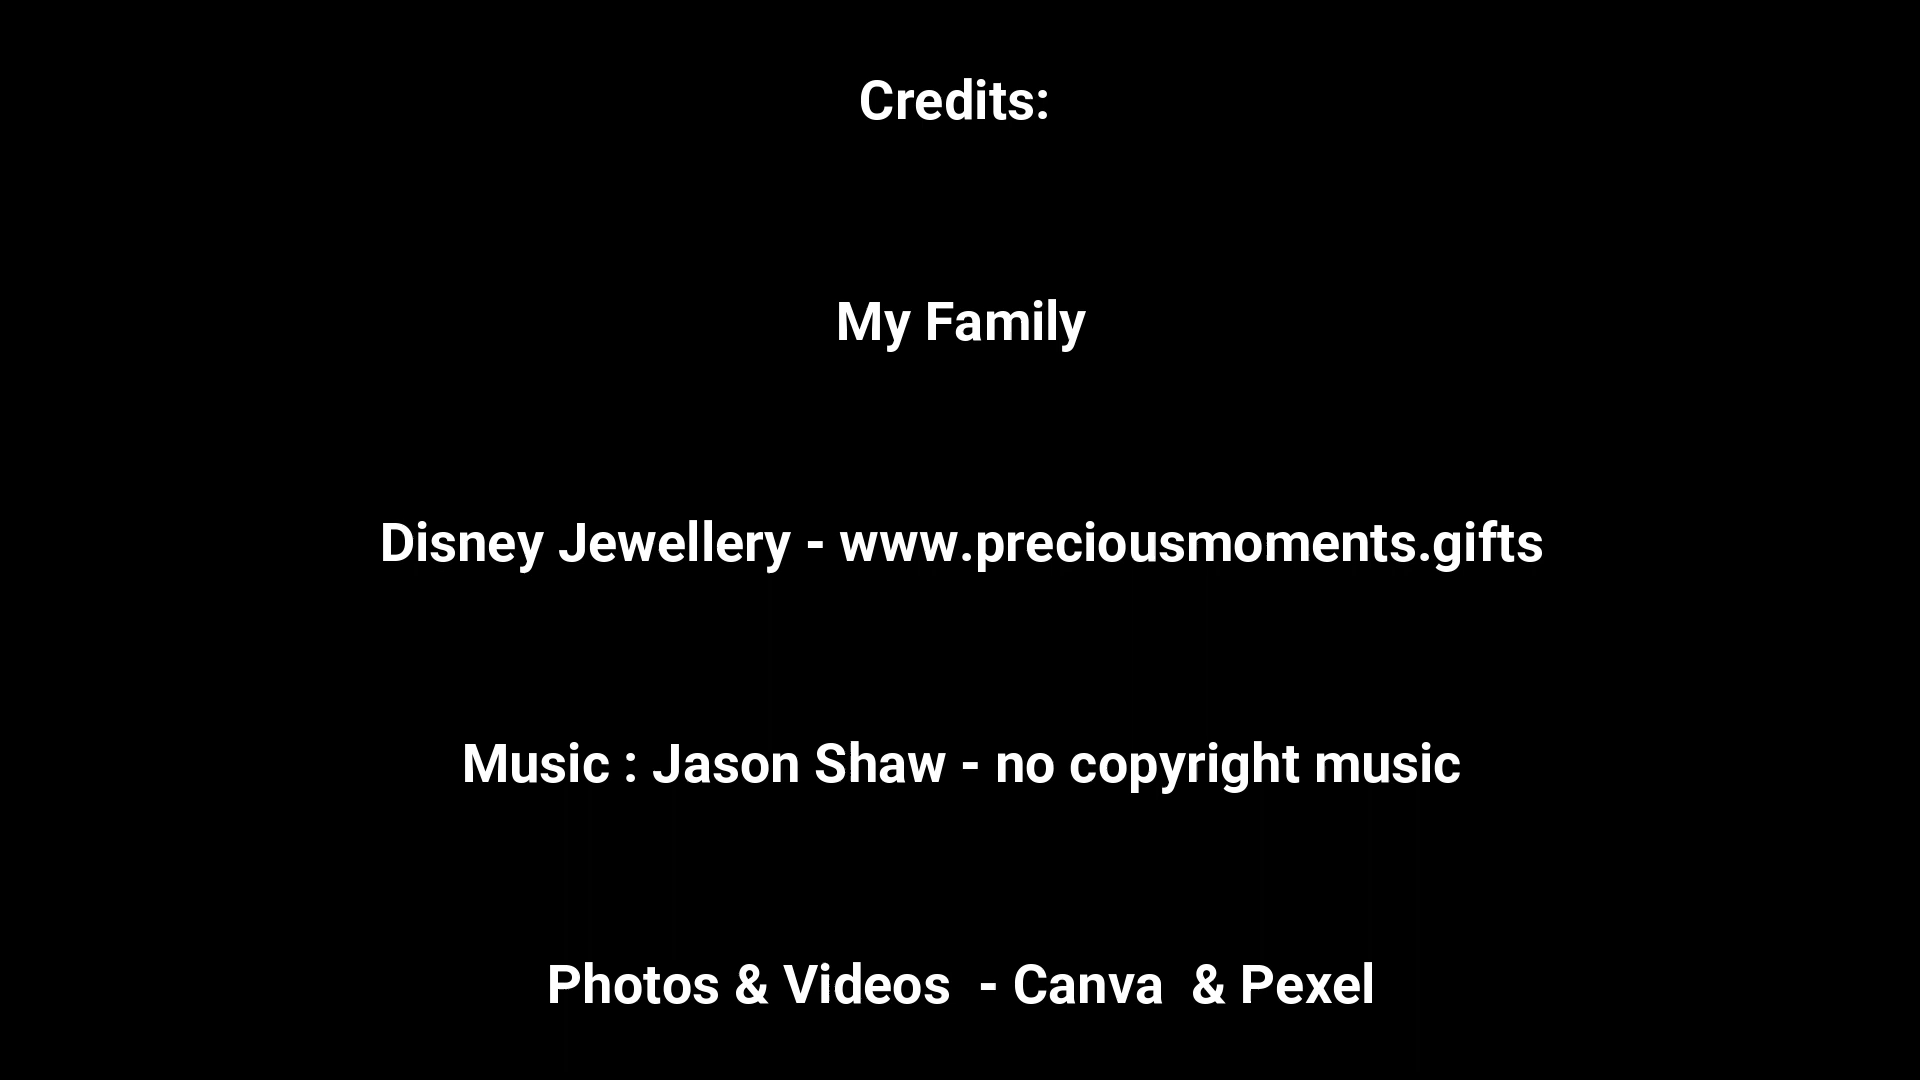 Credits:
My Family
Disney Jewellery - www.preciousmoments.gifts
Music : Jason Shaw - no copyright music
Photos & Videos  - Canva  & Pexel